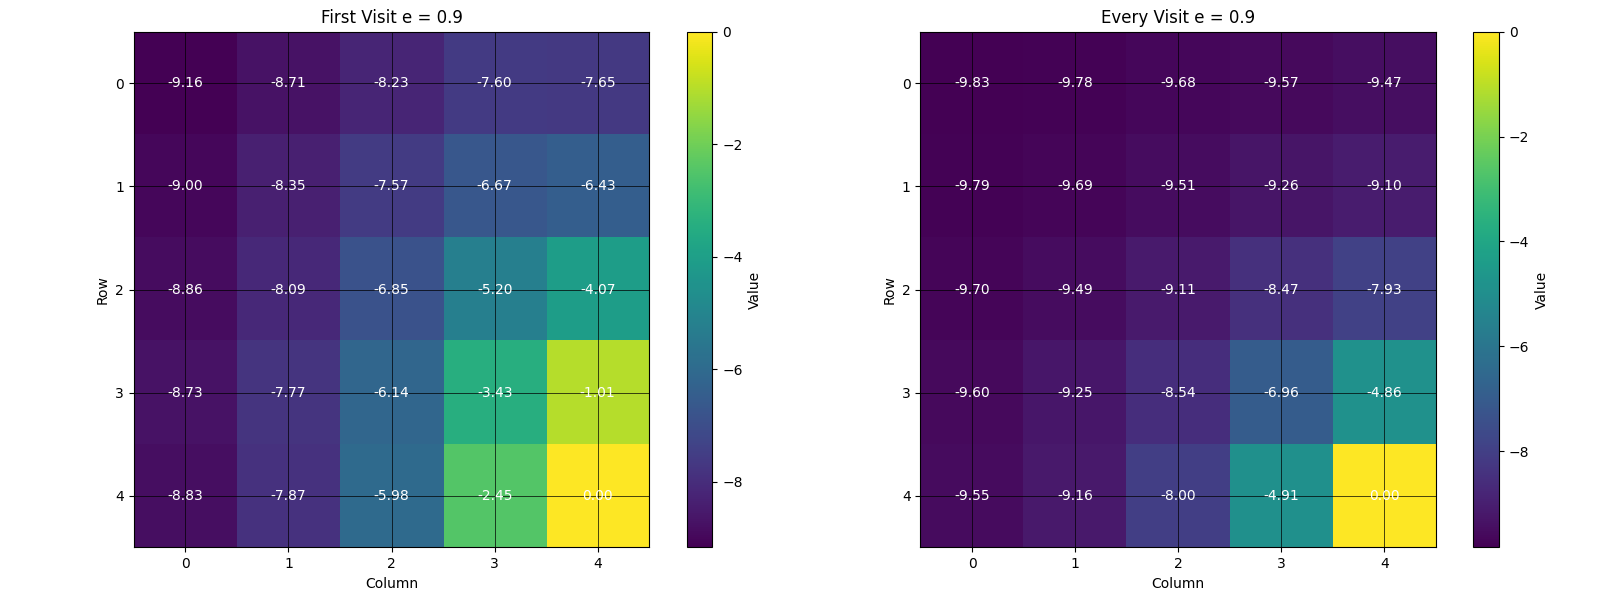 First Visit e = 0.9
0 -9.16 -8.71 -8.23 -7.60 -7.65
1 -9.00 -8.35 -7.57 -6.67 -6.43
2 -8.86 -8.09 -6.85 -5.20 -4.07
3 -8.73 -7.77 -6.14 -3.43 -1.01
4 -8.83 -7.87 -5.98 -2.45 0.00
0 1 2 3 4
Column
Row
0
−2
−4
−6
−8
Value
Every Visit e = 0.9
0 -9.83 -9.78 -9.68 -9.57 -9.47
1 -9.79 -9.69 -9.51 -9.26 -9.10
2 -9.70 -9.49 -9.11 -8.47 -7.93
3 -9.60 -9.25 -8.54 -6.96 -4.86
4 -9.55 -9.16 -8.00 -4.91 0.00
0 1 2 3 4
Column
Row
0
−2
−4
−6
−8
Value